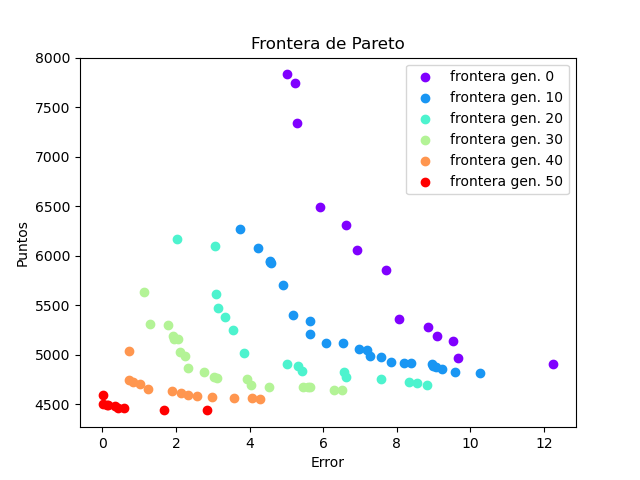 Frontera de Pareto
8000
7500
7000
6500
6000
5500
5000
4500
Puntos
frontera gen. 0
frontera gen. 10
frontera gen. 20
frontera gen. 30
frontera gen. 40
frontera gen. 50
0 2 4 6 8 10 12
Error